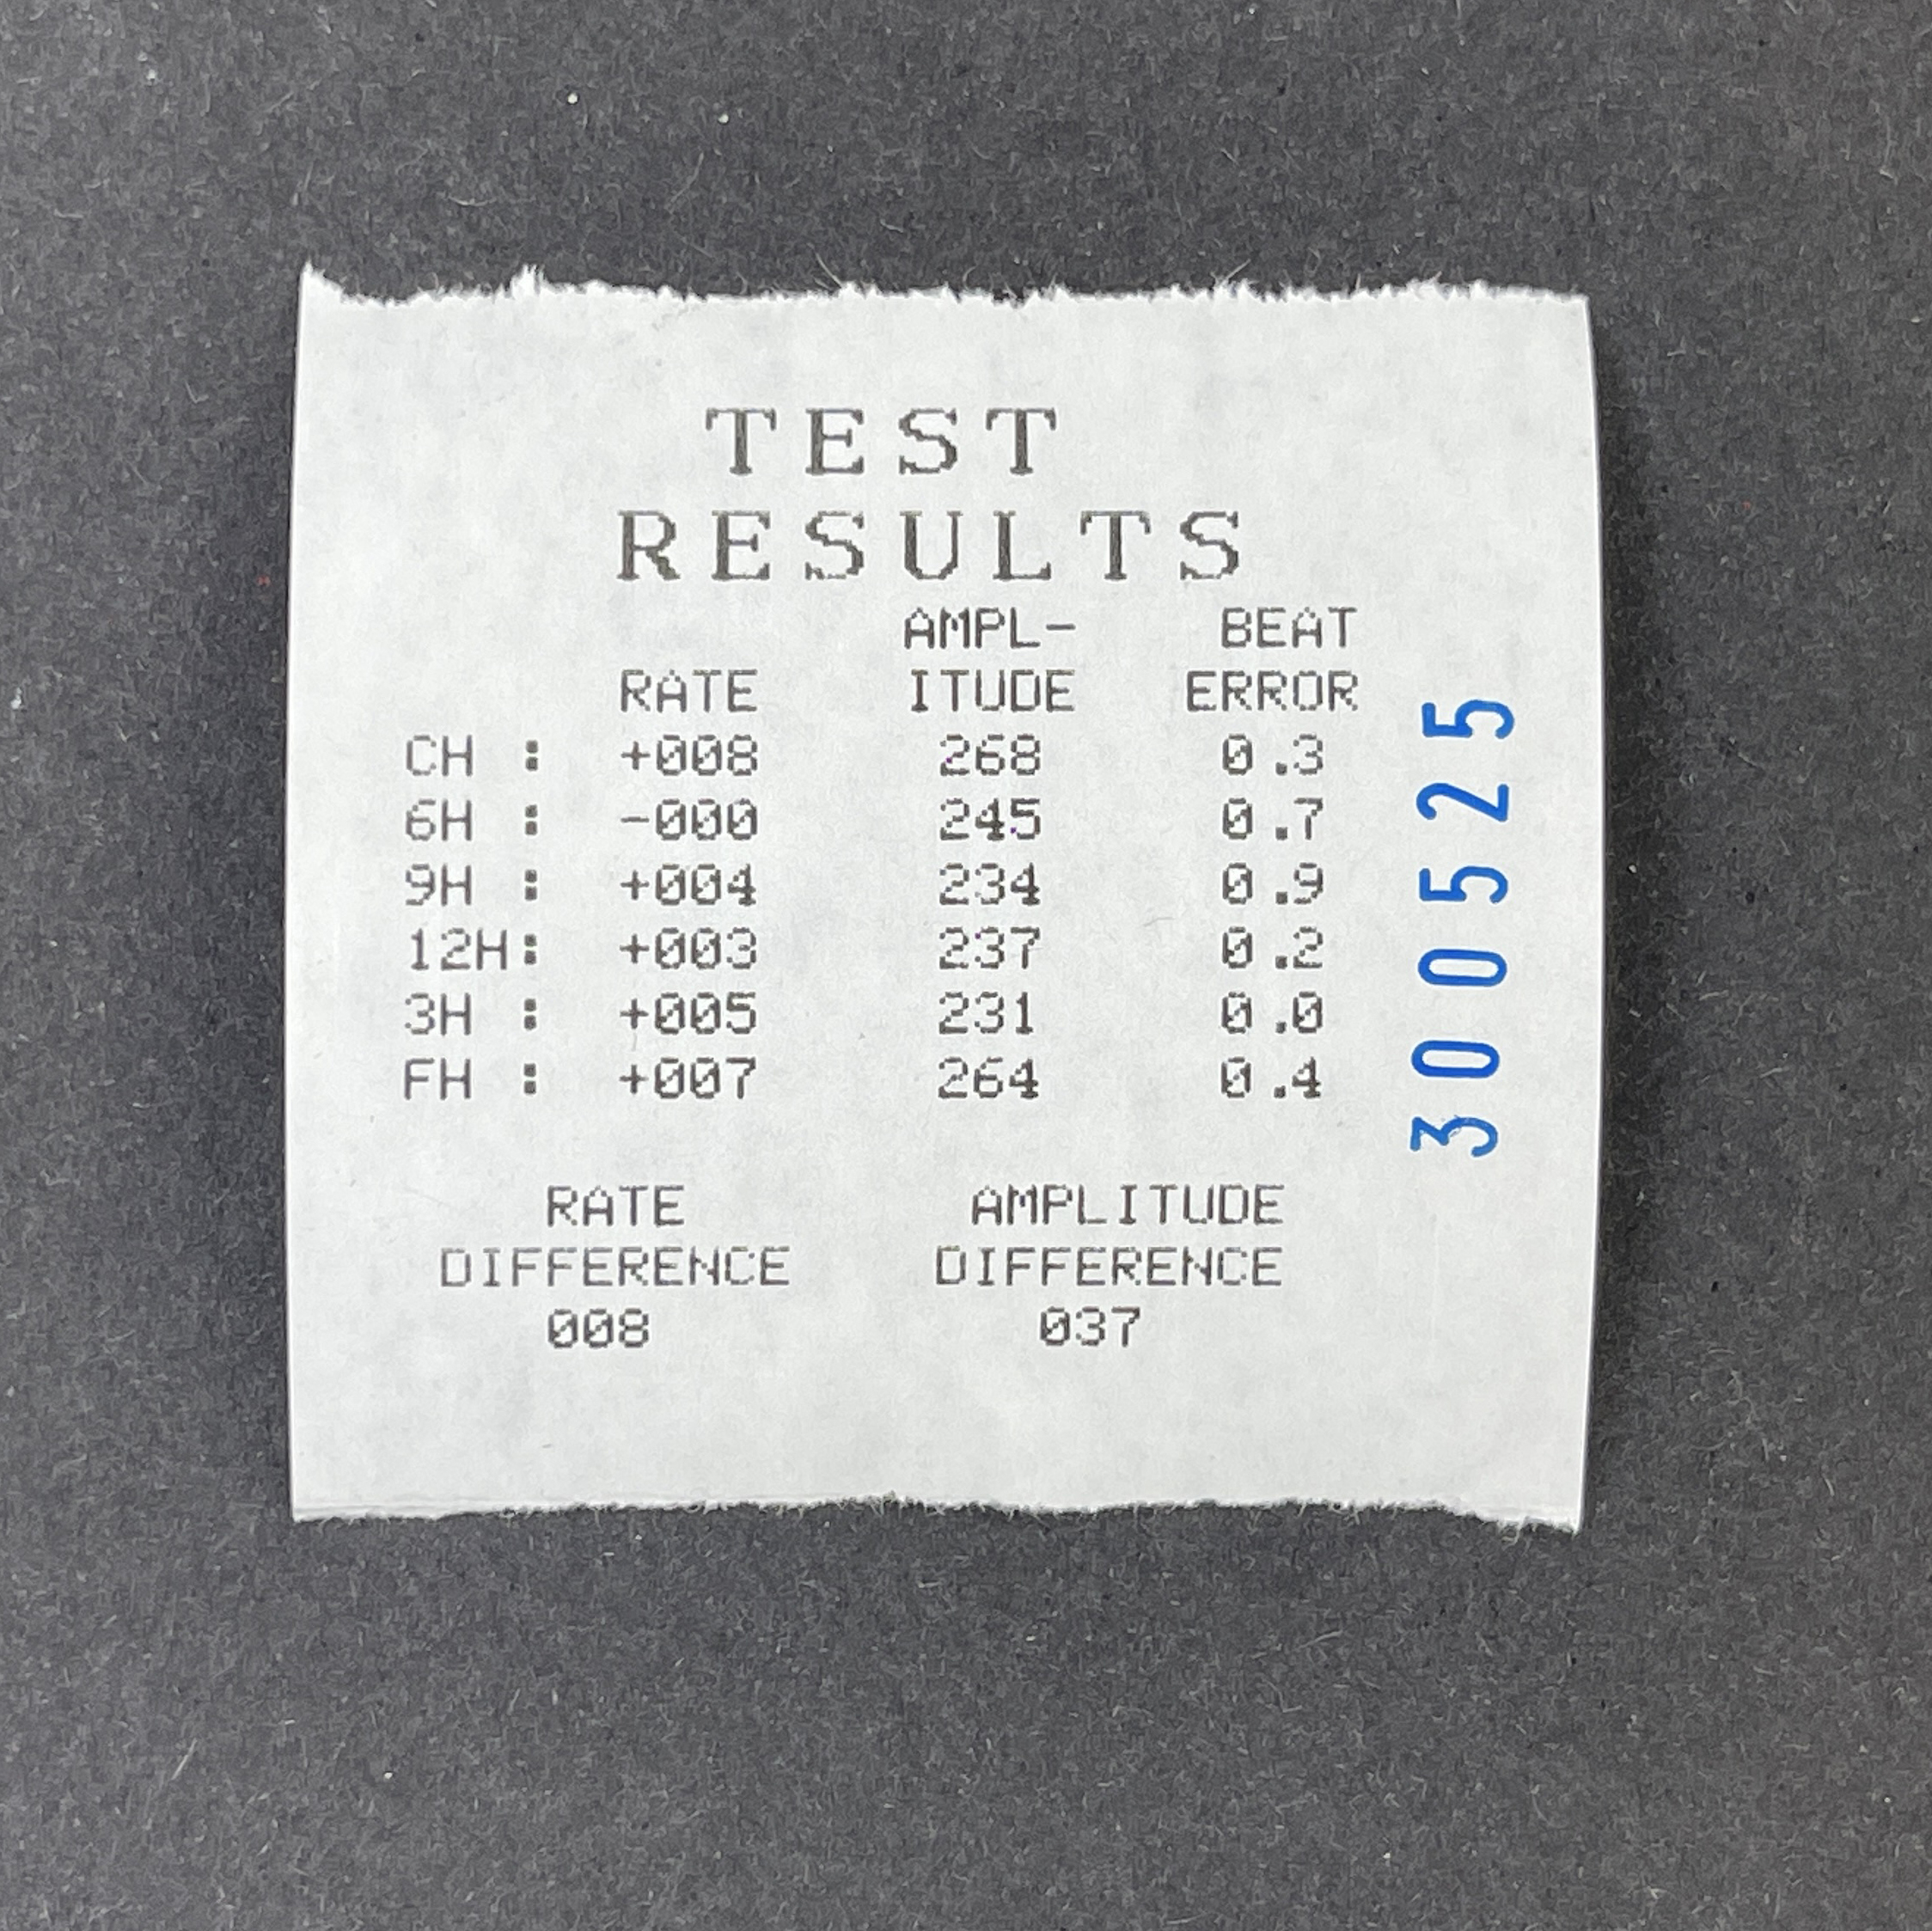 TEST
RESULTS
AMPL- BEAT
RATE ITUDE ERROR
CH : +008 268 0.3
6H : -000 245 0.7
9H : +004 234 0.9
12H: +003 237 0.2
3H : +005 231 0.0
FH : +007 264 0.4
RATE AMPLITUDE
DIFFERENCE DIFFERENCE
008 037
300525